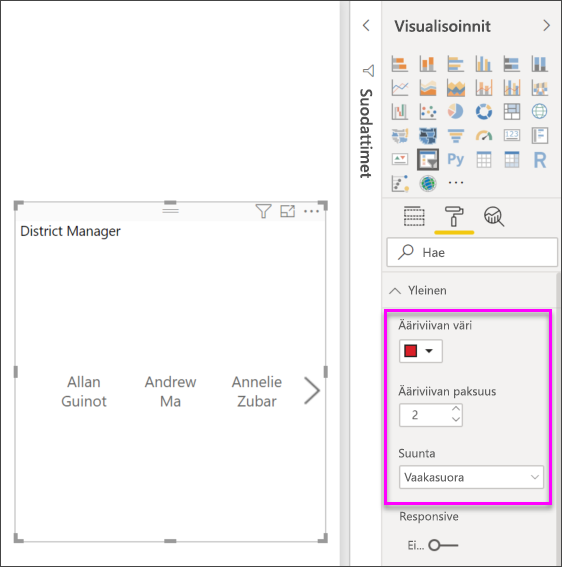 Visualisoinnit
Suodattimet
123
Py
R
Hae
Yleinen
Ääriviivan väri
Ääriviivan paksuus
2
Suunta
Vaakasuora
Responsive
Ei...
District Manager
Allan
Guinot
Andrew
Ma
Annelie
Zubar